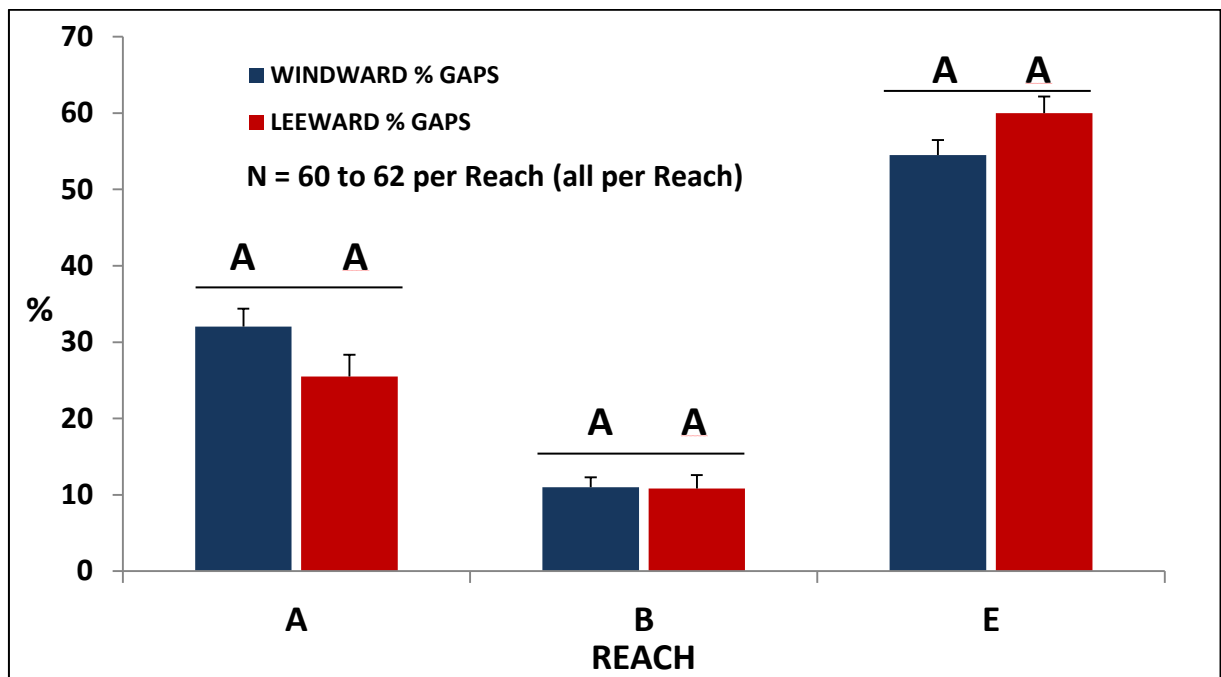 70
60
50
40
30
20
10
0
%
WINDWARD % GAPS
LEEWARD % GAPS
N = 60 to 62 per Reach (all per Reach)
A A
A A
A A
A B E
REACH